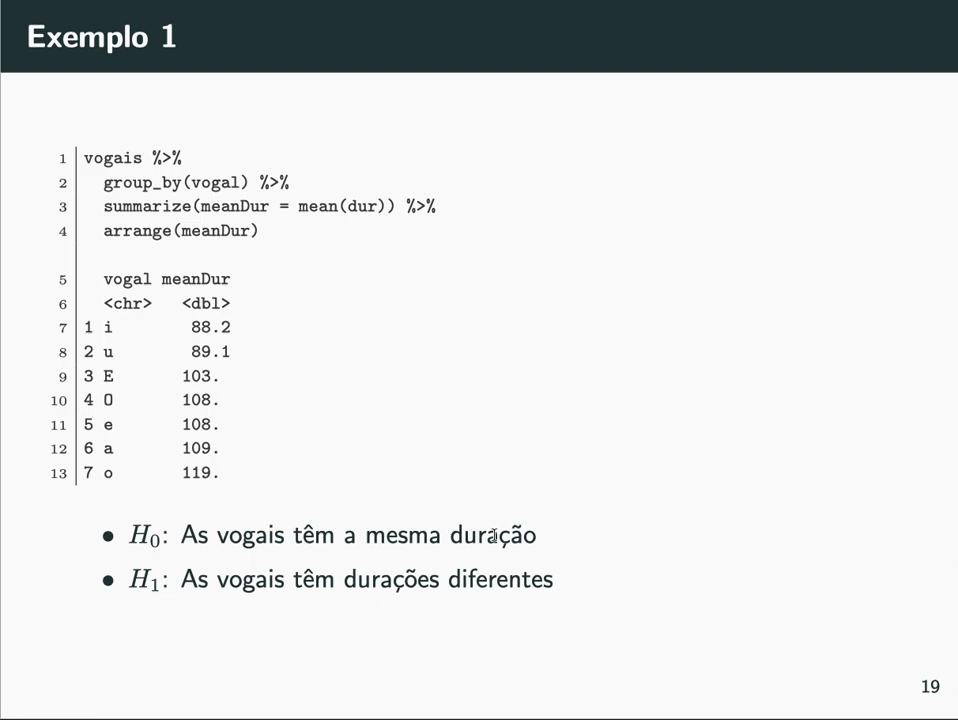 Exemplo 1
1 vogais %>%
2 group_by(vogal) %>%
3 summarize(meanDur = mean(dur)) %>%
4 arrange(meanDur)
5 vogal meanDur
6 <chr> <dbl>
7 1 i 88.2
8 2 u 89.1
9 3 E 103.
10 4 O 108.
11 5 e 108.
12 6 a 109.
13 7 o 119.
• H₀: As vogais têm a mesma duração
• H₁: As vogais têm durações diferentes
19